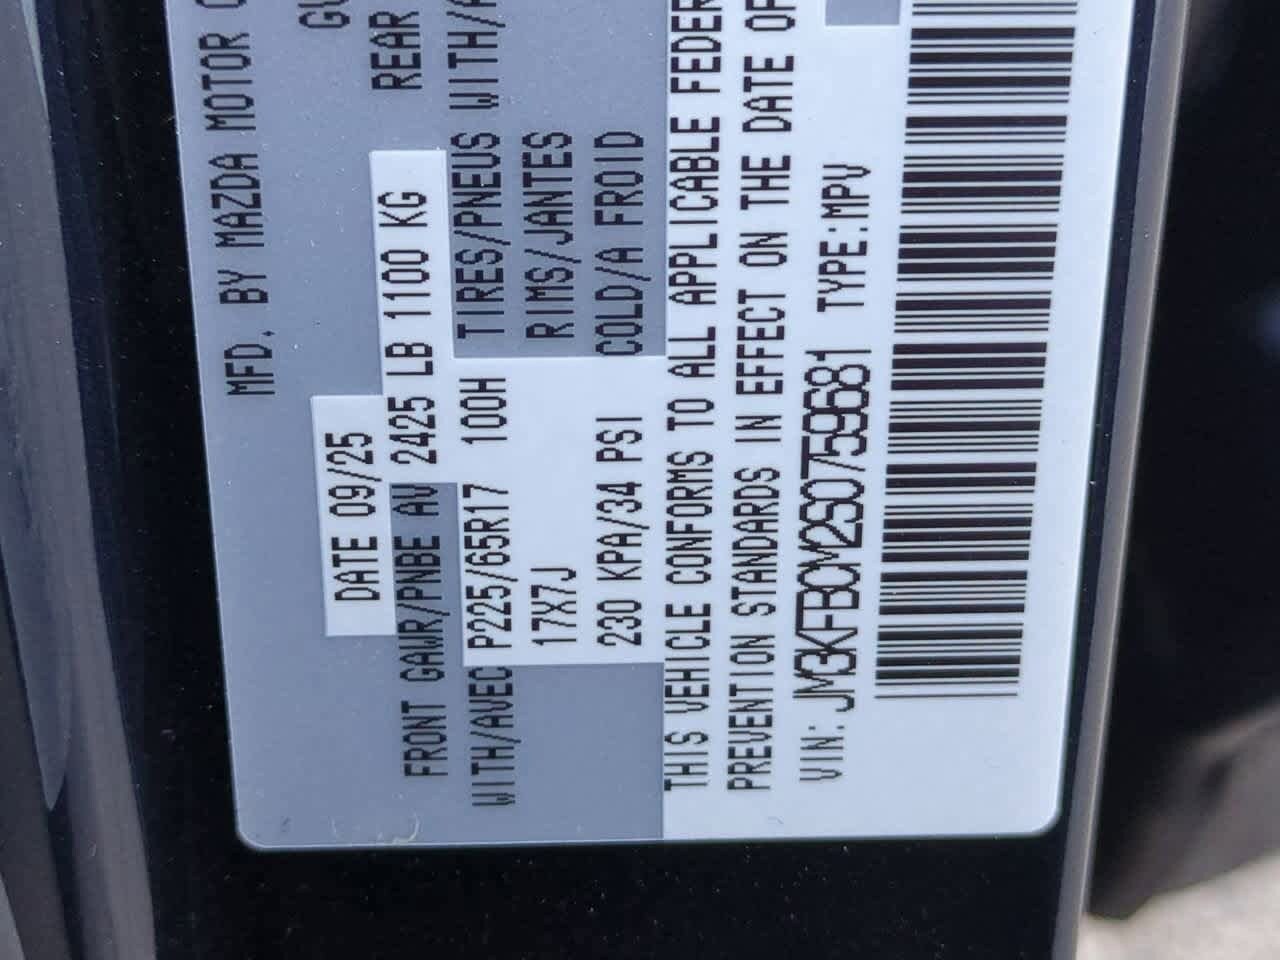 MFD. BY MAZDA MOTOR
DATE 09/25
FRONT GAWR/PNBE AV 2425 LB 1100 KG REAR
WITH/AVEC P225/65R17 100H TIRES/PNEUS WITH/A
17X7J RIMS/JANTES
230 KPA/34 PSI COLD/A FROID
THIS VEHICLE CONFORMS TO ALL APPLICABLE FEDER
PREVENTION STANDARDS IN EFFECT ON THE DATE OF
VIN: JM3KFBCM2S0759681 TYPE:MPV